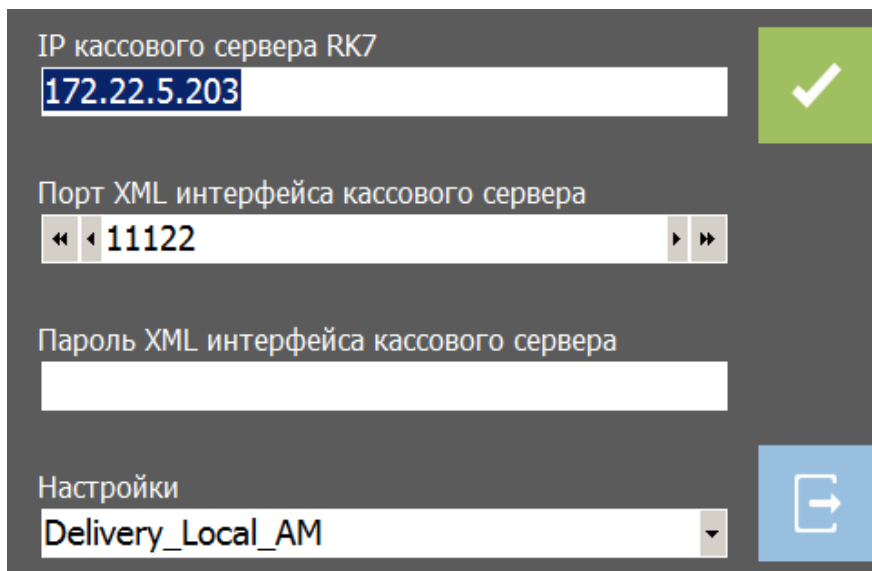 IP кассового сервера RK7
172.22.5.203
Порт XML интерфейса кассового сервера
11122
Пароль XML интерфейса кассового сервера
Настройки
Delivery_Local_AM